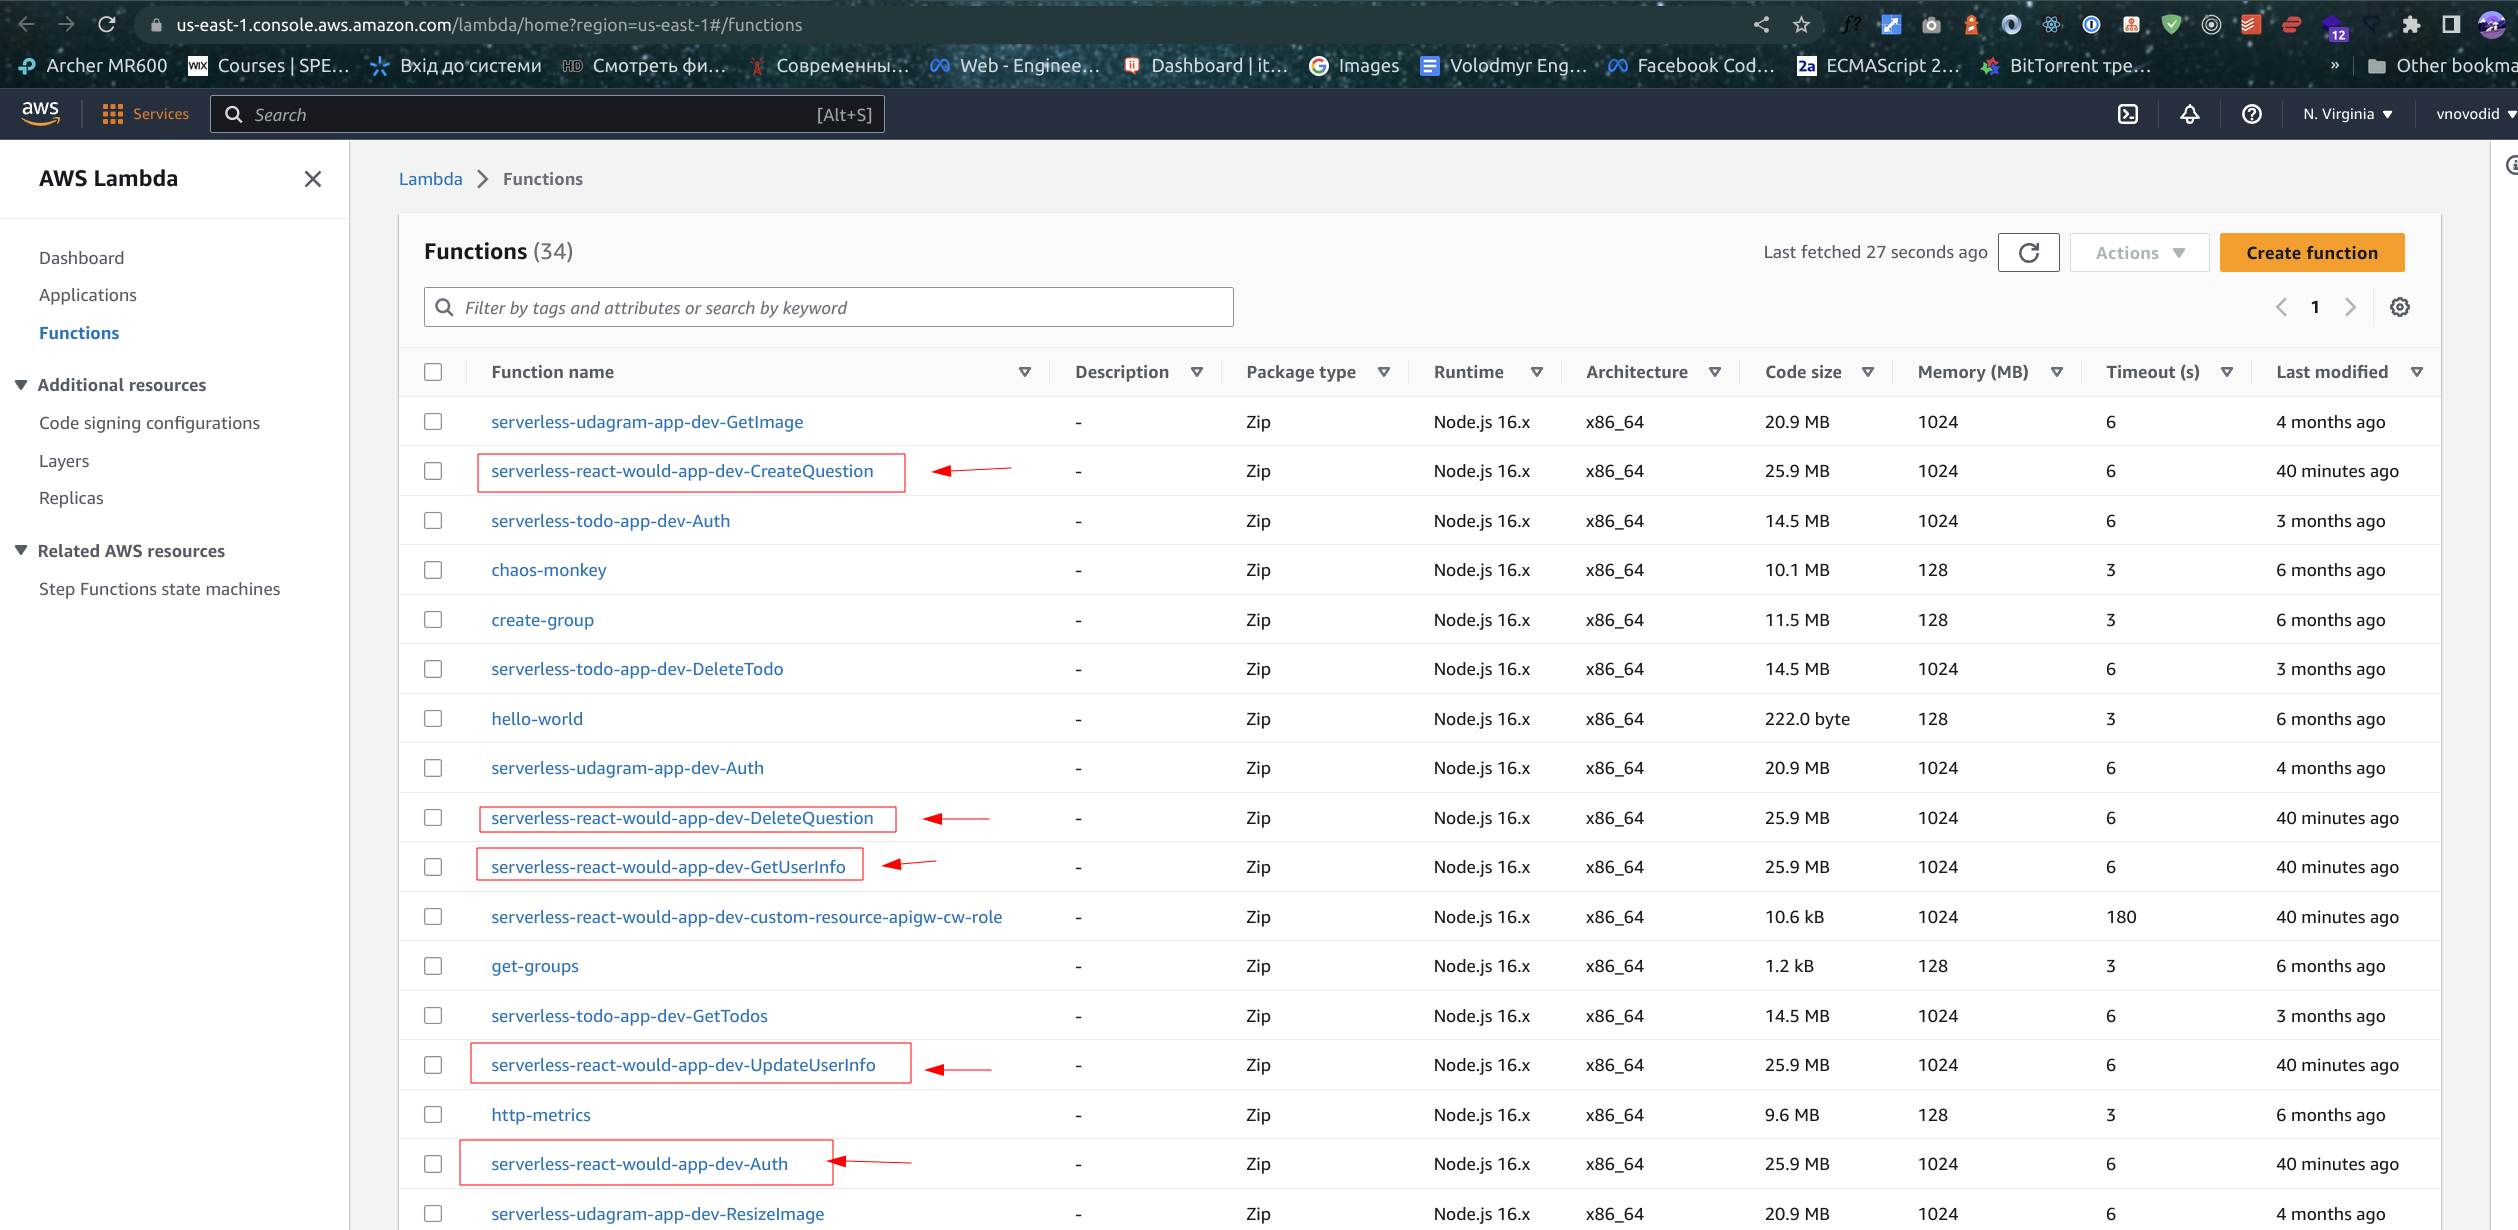 us-east-1.console.aws.amazon.com/lambda/home?region=us-east-1#/functions
12
Archer MR600 WIX Courses | SPE... Вхід до системи HD Смотреть фи... Современны... Web - Enginee... Dashboard | it... Images Volodmyr Eng... Facebook Cod... 2a ECMAScript 2... BitTorrent тре... » Other bookma
aws Services Search [Alt+S] N. Virginia vnovodid
AWS Lambda
Dashboard
Applications
Functions
Additional resources
Code signing configurations
Layers
Replicas
Related AWS resources
Step Functions state machines
Lambda > Functions
Functions (34) Last fetched 27 seconds ago Actions Create function
Filter by tags and attributes or search by keyword 1
Function name Description Package type Runtime Architecture Code size Memory (MB) Timeout (s) Last modified
serverless-udagram-app-dev-GetImage - Zip Node.js 16.x x86_64 20.9 MB 1024 6 4 months ago
serverless-react-would-app-dev-CreateQuestion - Zip Node.js 16.x x86_64 25.9 MB 1024 6 40 minutes ago
serverless-todo-app-dev-Auth - Zip Node.js 16.x x86_64 14.5 MB 1024 6 3 months ago
chaos-monkey - Zip Node.js 16.x x86_64 10.1 MB 128 3 6 months ago
create-group - Zip Node.js 16.x x86_64 11.5 MB 128 3 6 months ago
serverless-todo-app-dev-DeleteTodo - Zip Node.js 16.x x86_64 14.5 MB 1024 6 3 months ago
hello-world - Zip Node.js 16.x x86_64 222.0 byte 128 3 6 months ago
serverless-udagram-app-dev-Auth - Zip Node.js 16.x x86_64 20.9 MB 1024 6 4 months ago
serverless-react-would-app-dev-DeleteQuestion - Zip Node.js 16.x x86_64 25.9 MB 1024 6 40 minutes ago
serverless-react-would-app-dev-GetUserInfo - Zip Node.js 16.x x86_64 25.9 MB 1024 6 40 minutes ago
serverless-react-would-app-dev-custom-resource-apigw-cw-role - Zip Node.js 16.x x86_64 10.6 kB 1024 180 40 minutes ago
get-groups - Zip Node.js 16.x x86_64 1.2 kB 128 3 6 months ago
serverless-todo-app-dev-GetTodos - Zip Node.js 16.x x86_64 14.5 MB 1024 6 3 months ago
serverless-react-would-app-dev-UpdateUserInfo - Zip Node.js 16.x x86_64 25.9 MB 1024 6 40 minutes ago
http-metrics - Zip Node.js 16.x x86_64 9.6 MB 128 3 6 months ago
serverless-react-would-app-dev-Auth - Zip Node.js 16.x x86_64 25.9 MB 1024 6 40 minutes ago
serverless-udagram-app-dev-ResizeImage - Zip Node.js 16.x x86_64 20.9 MB 1024 6 4 months ago